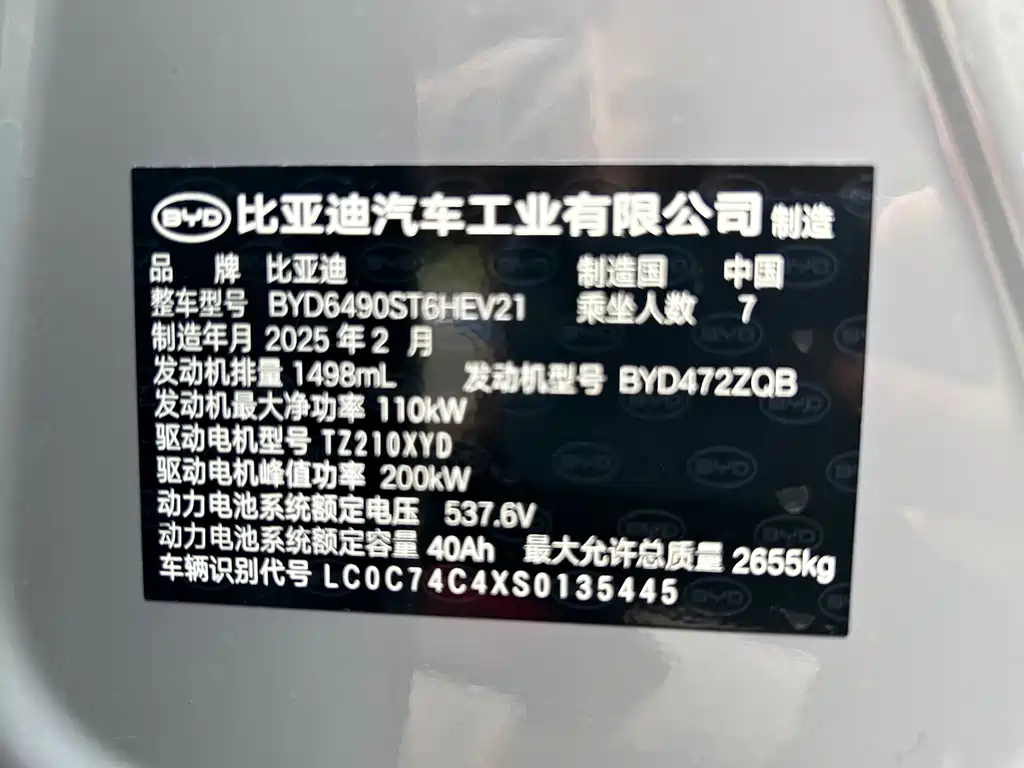 BYD 比亚迪汽车工业有限公司 制造
品 牌 比亚迪 制造国 中国
整车型号 BYD6490ST6HEV21 乘坐人数 7
制造年月 2025 年 2 月
发动机排量 1498mL 发动机型号 BYD472ZQB
发动机最大净功率 110kW
驱动电机型号 TZ210XYD
驱动电机峰值功率 200kW
动力电池系统额定电压 537.6V
动力电池系统额定容量 40Ah 最大允许总质量 2655kg
车辆识别代号 LC0C74C4XS0135445